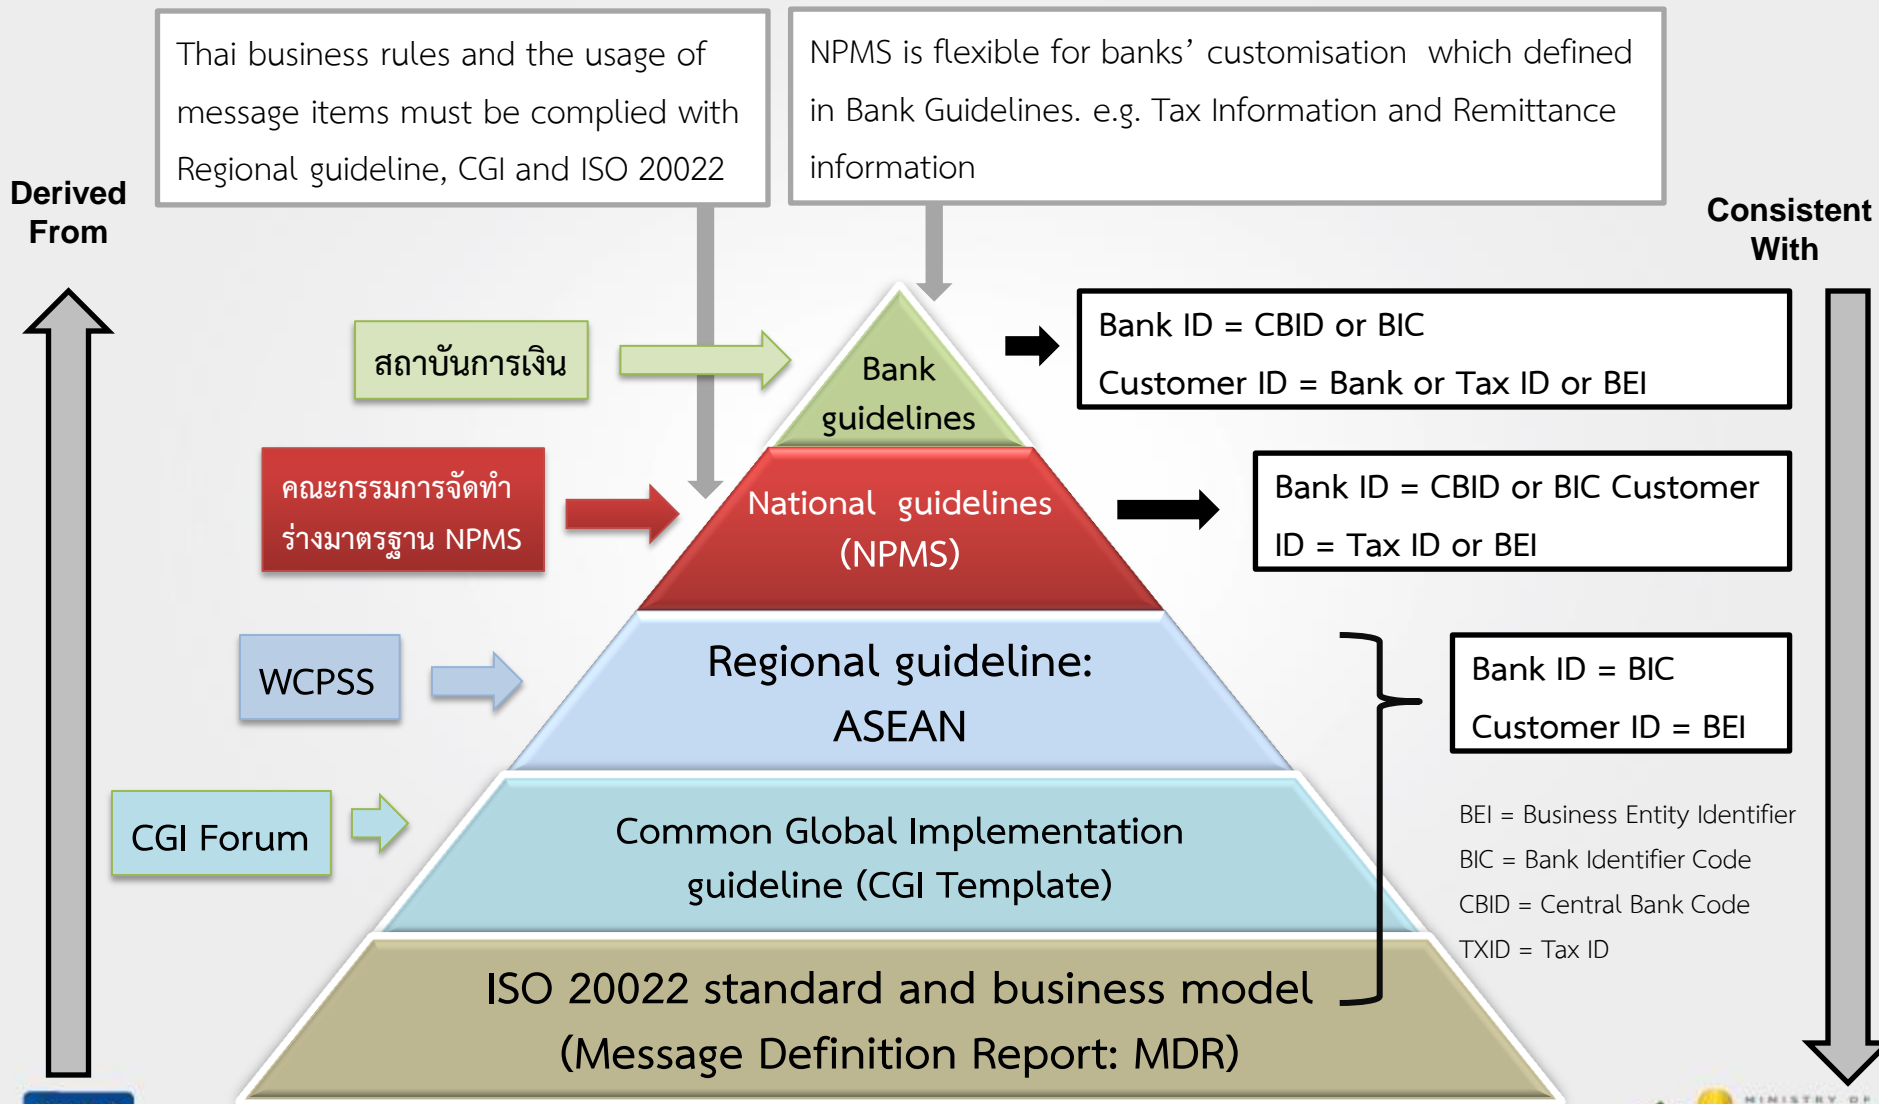 Thai business rules and the usage of
message items must be complied with
Regional guideline, CGI and ISO 20022
NPMS is flexible for banks’ customisation which defined
in Bank Guidelines. e.g. Tax Information and Remittance
information
Derived
From
Consistent
With
สถาบันการเงิน
Bank
guidelines
Bank ID = CBID or BIC
Customer ID = Bank or Tax ID or BEI
คณะกรรมการจัดทำ
ร่างมาตรฐาน NPMS
National guidelines
(NPMS)
Bank ID = CBID or BIC Customer
ID = Tax ID or BEI
WCPSS
Regional guideline:
ASEAN
Bank ID = BIC
Customer ID = BEI
CGI Forum
Common Global Implementation
guideline (CGI Template)
BEI = Business Entity Identifier
BIC = Bank Identifier Code
CBID = Central Bank Code
TXID = Tax ID
ISO 20022 standard and business model
(Message Definition Report: MDR)
MINISTRY OF